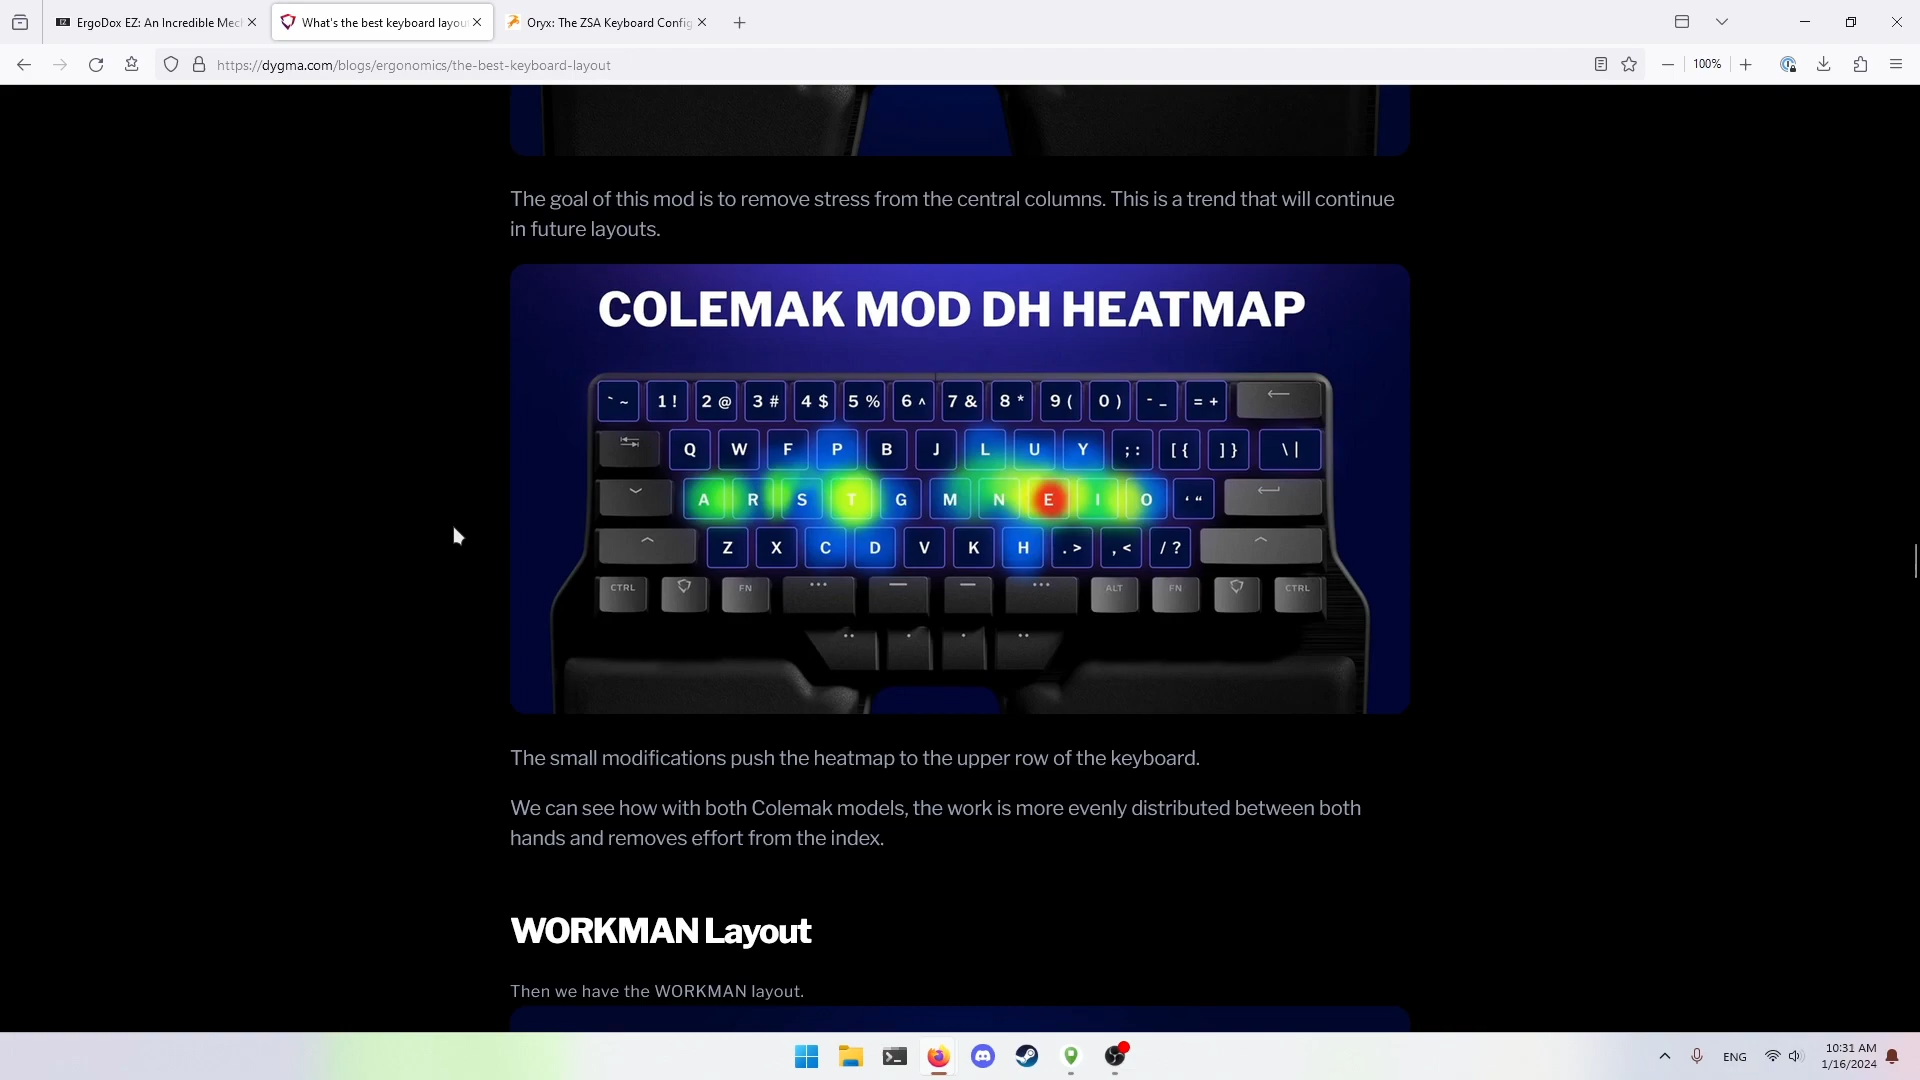 ErgoDox EZ: An Incredible Mec
What's the best keyboard layou
Oryx: The ZSA Keyboard Config
https://dygma.com/blogs/ergonomics/the-best-keyboard-layout
100%
The goal of this mod is to remove stress from the central columns. This is a trend that will continue
in future layouts.
COLEMAK MOD DH HEATMAP
` ~ 1 ! 2 @ 3 # 4 $ 5 % 6 ^ 7 & 8 * 9 ( 0 ) - _ = +
Q W F P B J L U Y ; : [ { ] } \ |
A R S T G M N E I O ‘ “
Z X C D V K H . > , < / ?
CTRL FN ALT FN CTRL
The small modifications push the heatmap to the upper row of the keyboard.
We can see how with both Colemak models, the work is more evenly distributed between both
hands and removes effort from the index.
WORKMAN Layout
Then we have the WORKMAN layout.
ENG
10:31 AM
1/16/2024